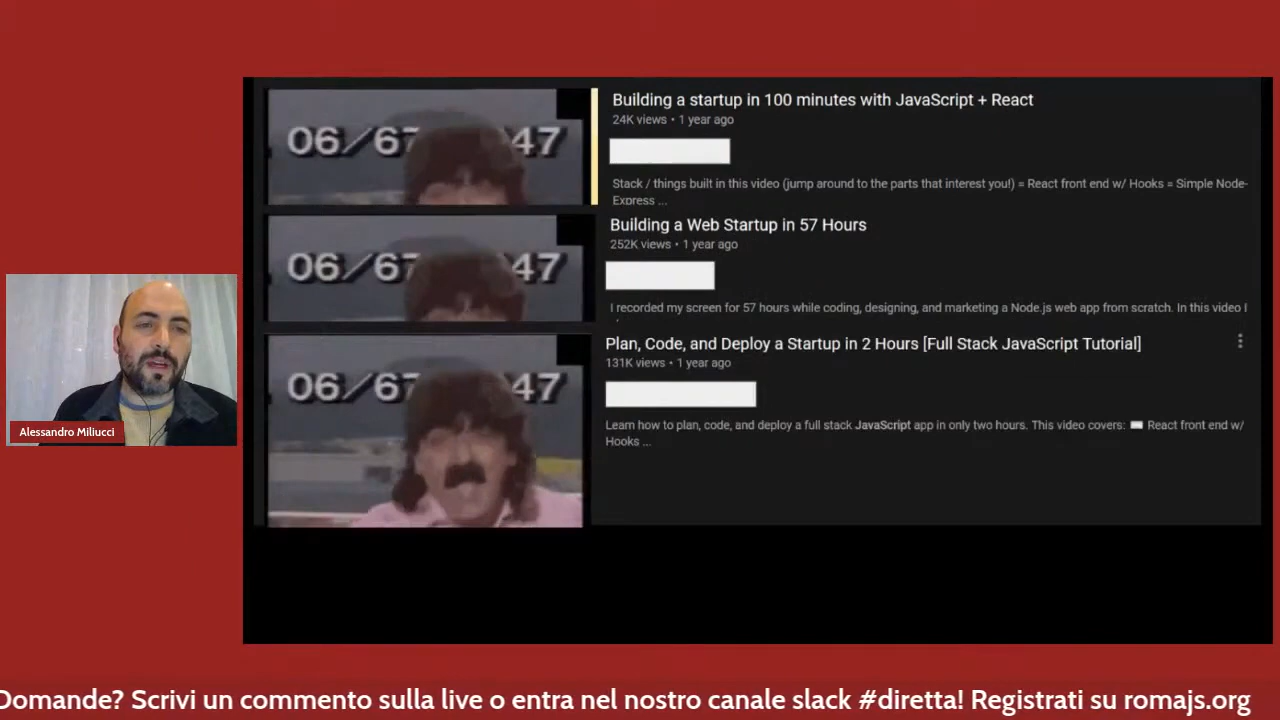 06/67 47
Building a startup in 100 minutes with JavaScript + React
24K views • 1 year ago
Stack / things built in this video (jump around to the parts that interest you!) = React front end w/ Hooks = Simple Node-
Express ...
06/67 47
Building a Web Startup in 57 Hours
252K views • 1 year ago
I recorded my screen for 57 hours while coding, designing, and marketing a Node.js web app from scratch. In this video I
06/67 47
Plan, Code, and Deploy a Startup in 2 Hours [Full Stack JavaScript Tutorial]
131K views • 1 year ago
Learn how to plan, code, and deploy a full stack JavaScript app in only two hours. This video covers: React front end w/
Hooks ...
Alessandro Miliucci
Domande? Scrivi un commento sulla live o entra nel nostro canale slack #diretta! Registrati su romajs.org